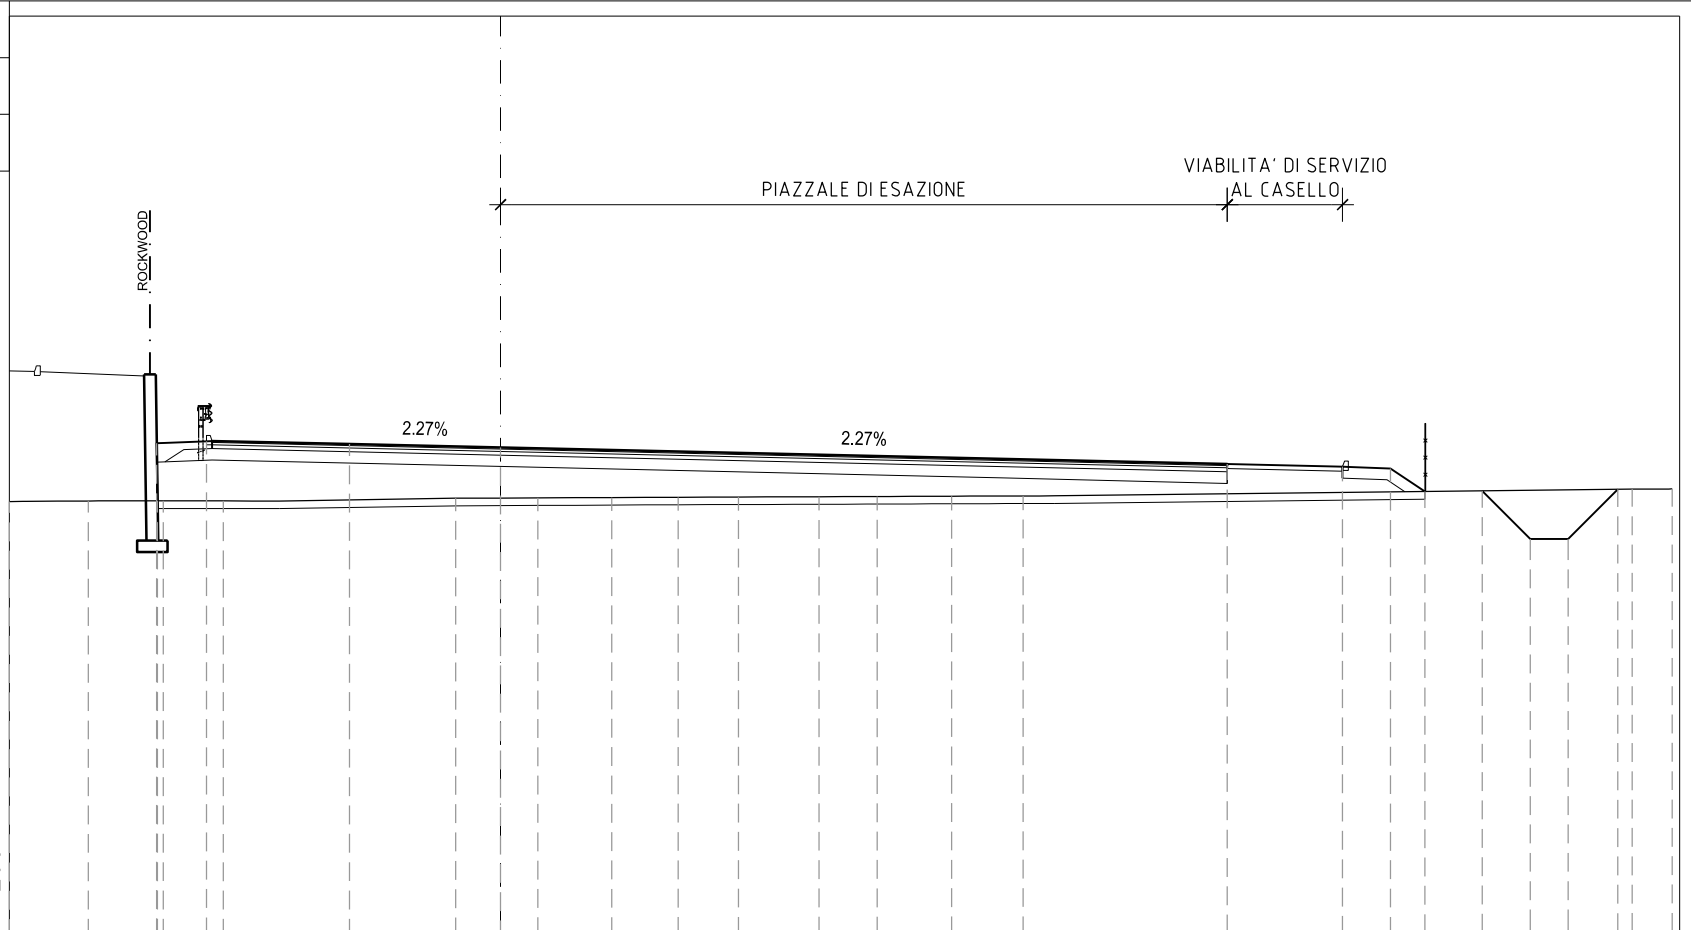 VIABILITA' DI SERVIZIO
AL CASELLO
PIAZZALE DI ESAZIONE
ROCKWOOD
2.27%
2.27%